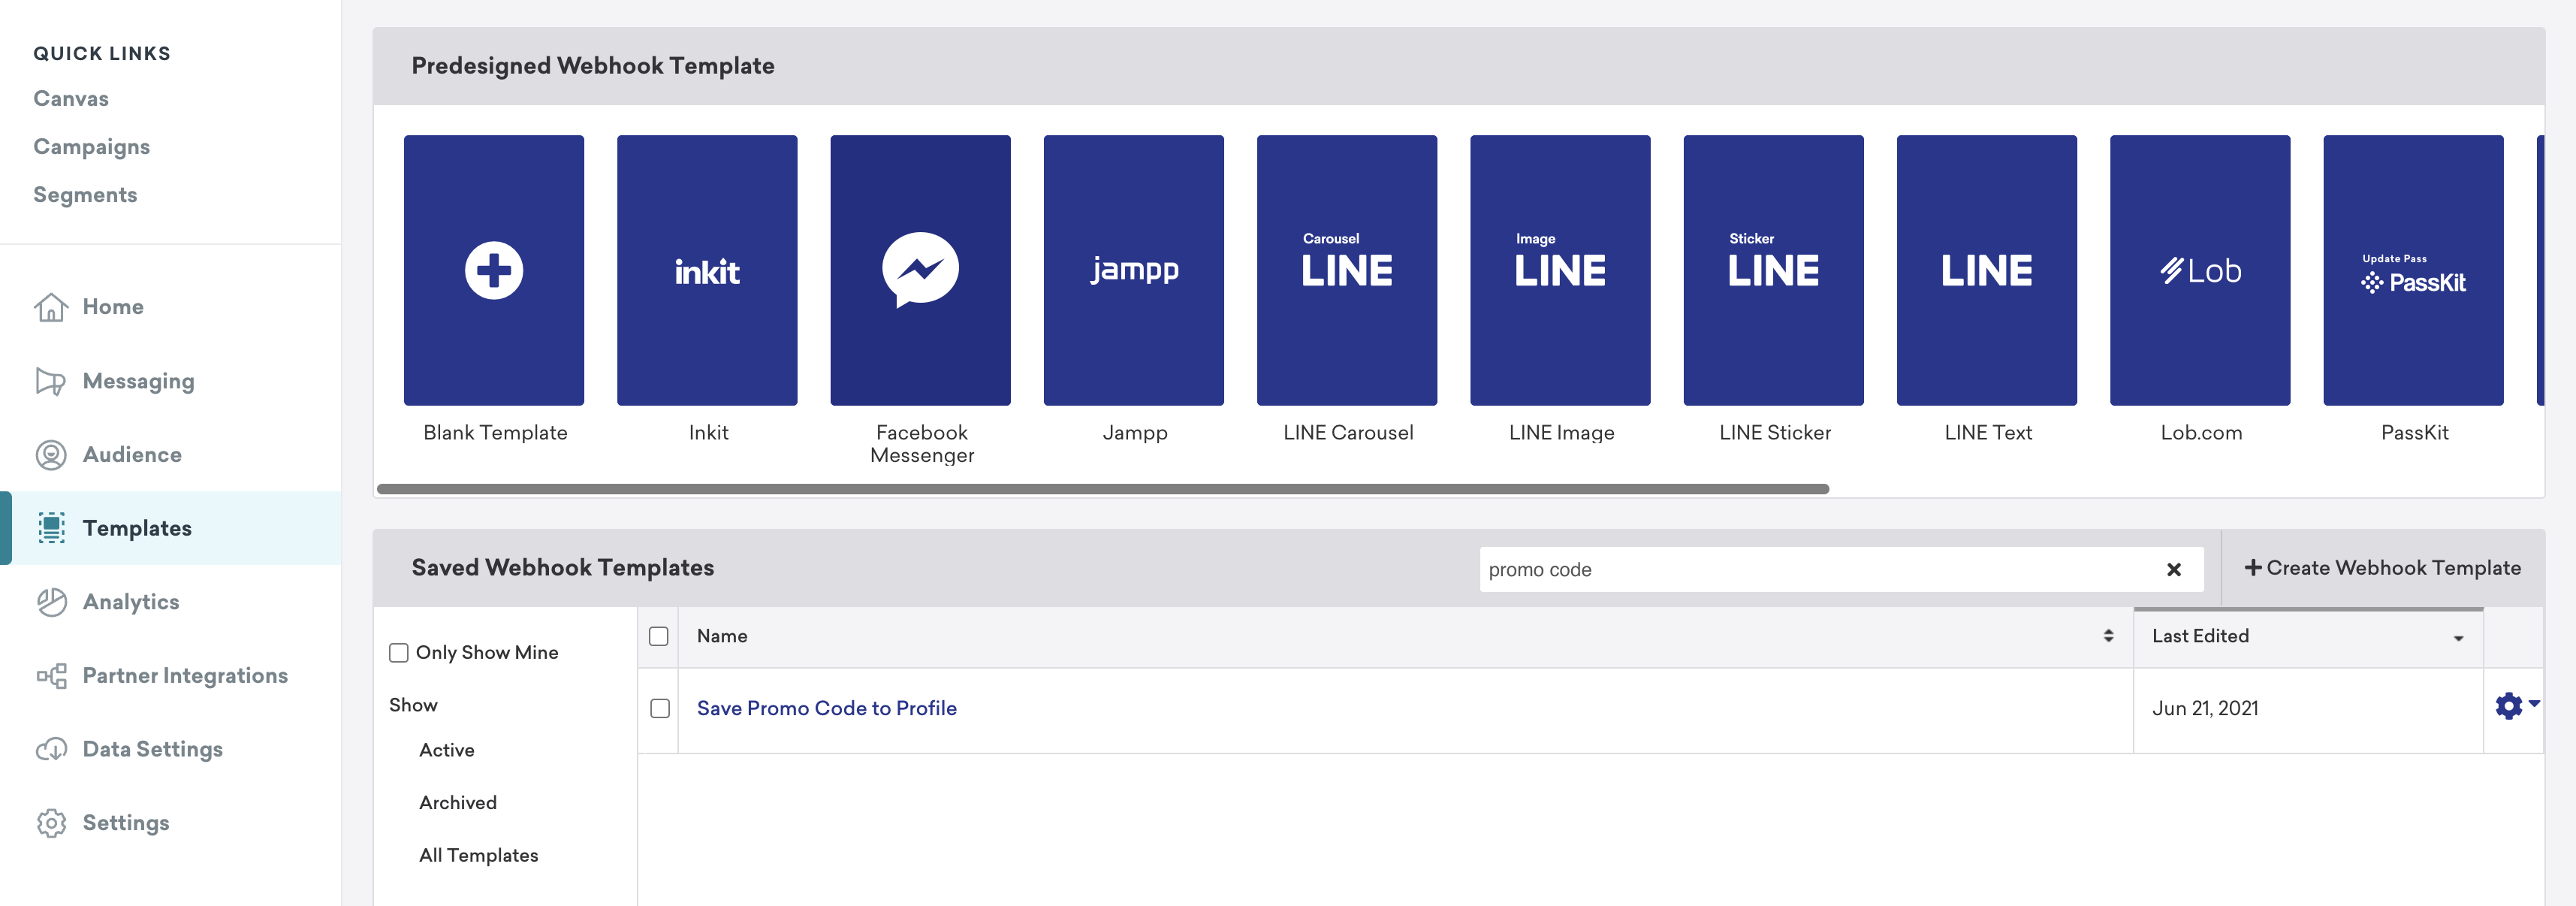 QUICK LINKS
Canvas
Campaigns
Segments
Home
Messaging
Audience
Templates
Analytics
Partner Integrations
Data Settings
Settings
Predesigned Webhook Template
inkit
jampp
Carousel
LINE
Image
LINE
Sticker
LINE
LINE
Lob
Update Pass
PassKit
Blank Template
Inkit
Facebook
Messenger
Jampp
LINE Carousel
LINE Image
LINE Sticker
LINE Text
Lob.com
PassKit
Saved Webhook Templates
promo code
Create Webhook Template
Only Show Mine
Show
Active
Archived
All Templates
Name
Last Edited
Save Promo Code to Profile
Jun 21, 2021